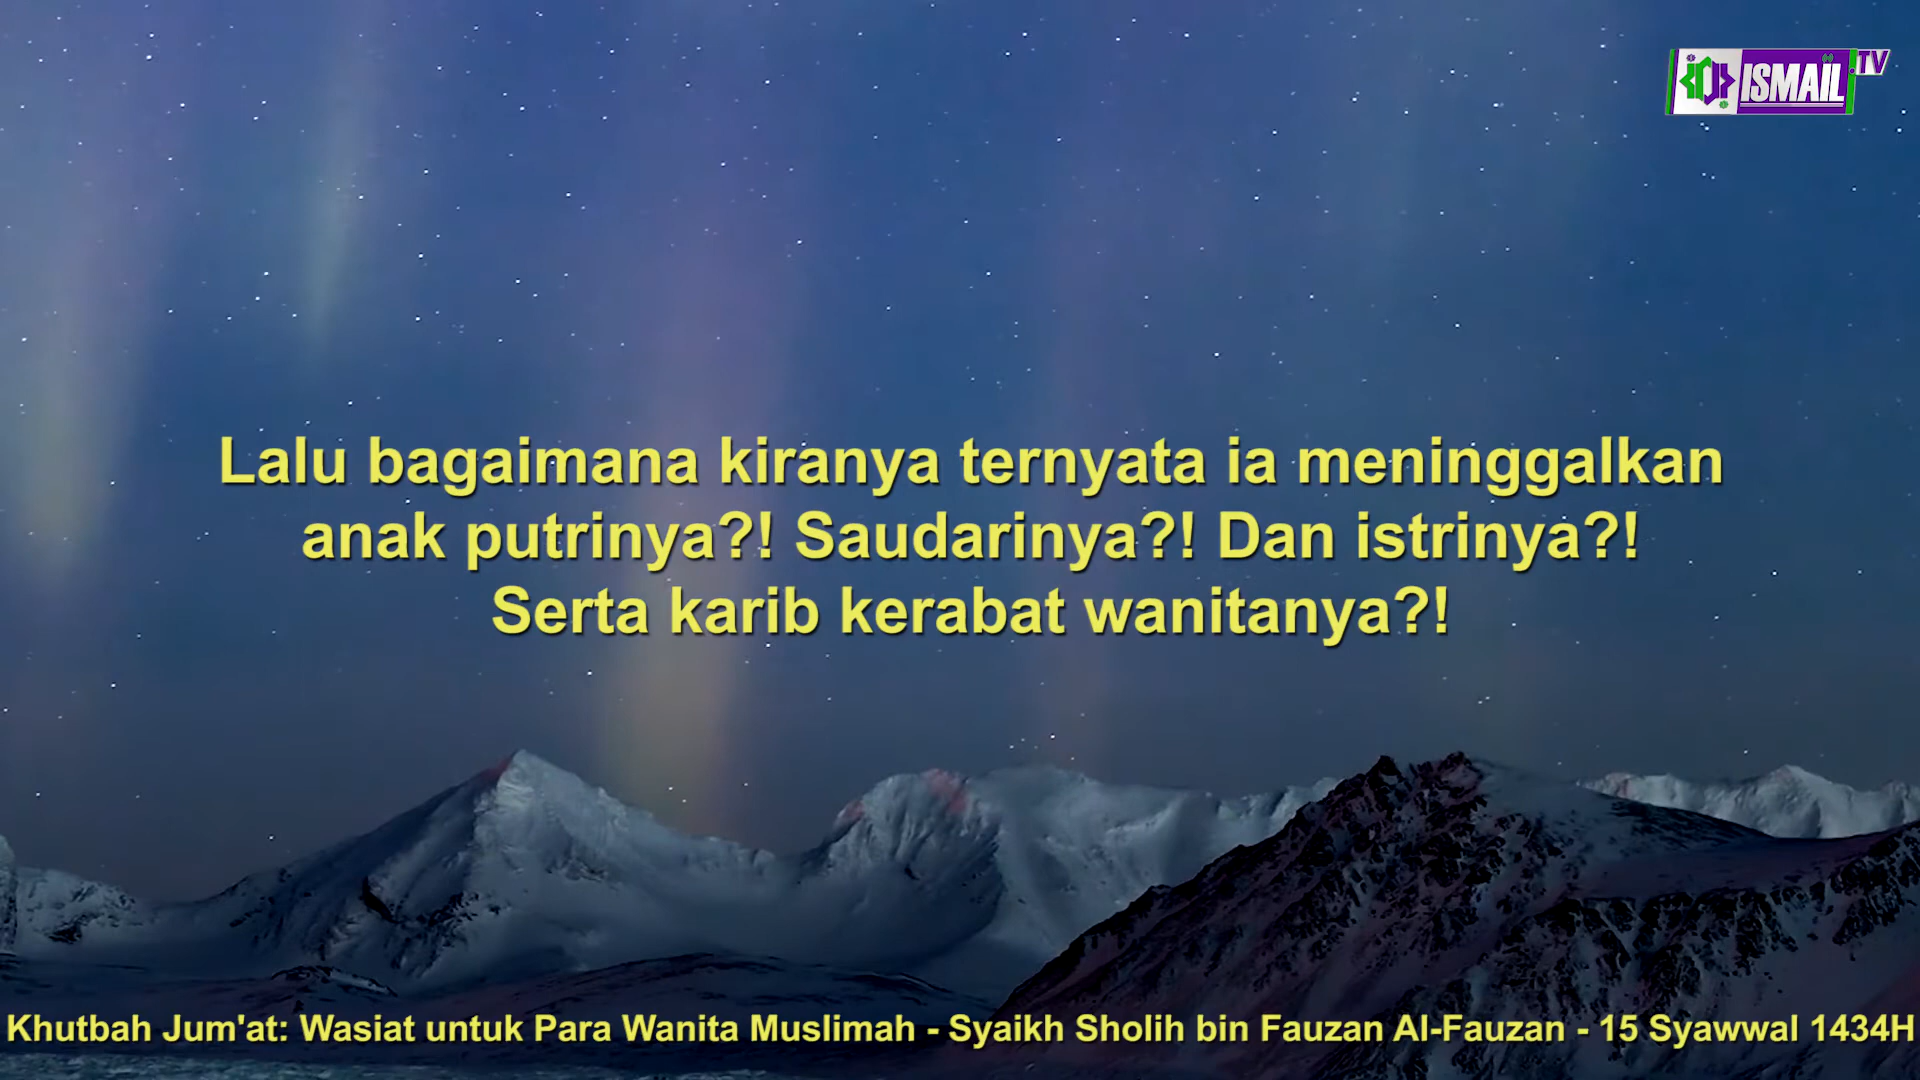 ISMAIL.TV
Lalu bagaimana kiranya ternyata ia meninggalkan
anak putrinya?! Saudarinya?! Dan istrinya?!
Serta karib kerabat wanitanya?!
Khutbah Jum'at: Wasiat untuk Para Wanita Muslimah - Syaikh Sholih bin Fauzan Al-Fauzan - 15 Syawwal 1434H